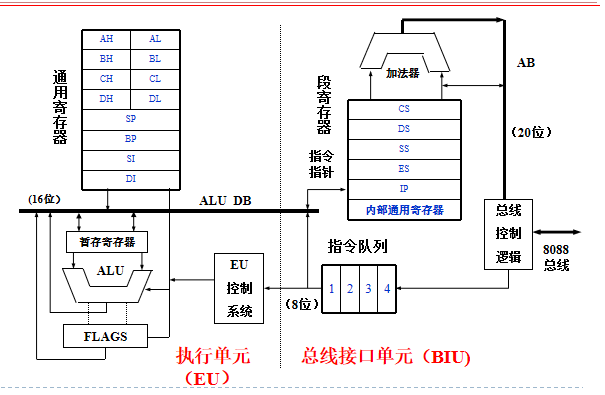 通用寄存器
AH AL
BH BL
CH CL
DH DL
SP
BP
SI
DI
(16位)
ALU DB
暂存寄存器
ALU
FLAGS
EU
控制
系统
执行单元
（EU）
段寄存器
加法器
AB
(20位)
CS
DS
SS
ES
IP
内部通用寄存器
指令
指针
总线
控制
逻辑
8088
总线
指令队列
1 2 3 4
(8位)
总线接口单元（BIU)